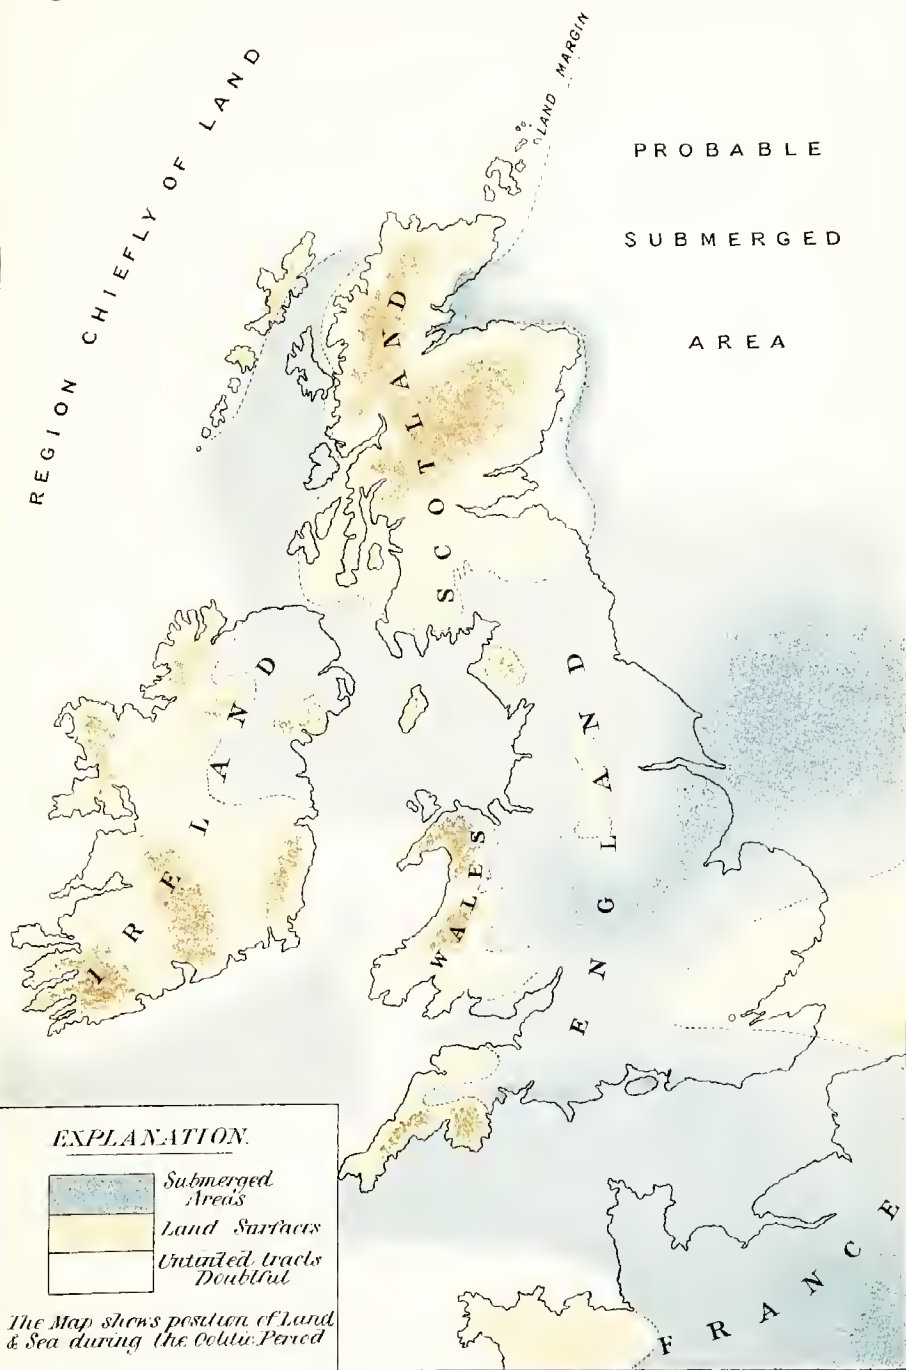 REGION CHIEFLY OF LAND
LAND MARGIN
PROBABLE
SUBMERGED
AREA
SCOTLAND
IRELAND
ENGLAND
WALES
FRANCE
EXPLANATION.
Submerged
Area's
Land Surfaces
Untinted tracts
Doubtful
The Map shows position of Land
& Sea during the Oolitic Period